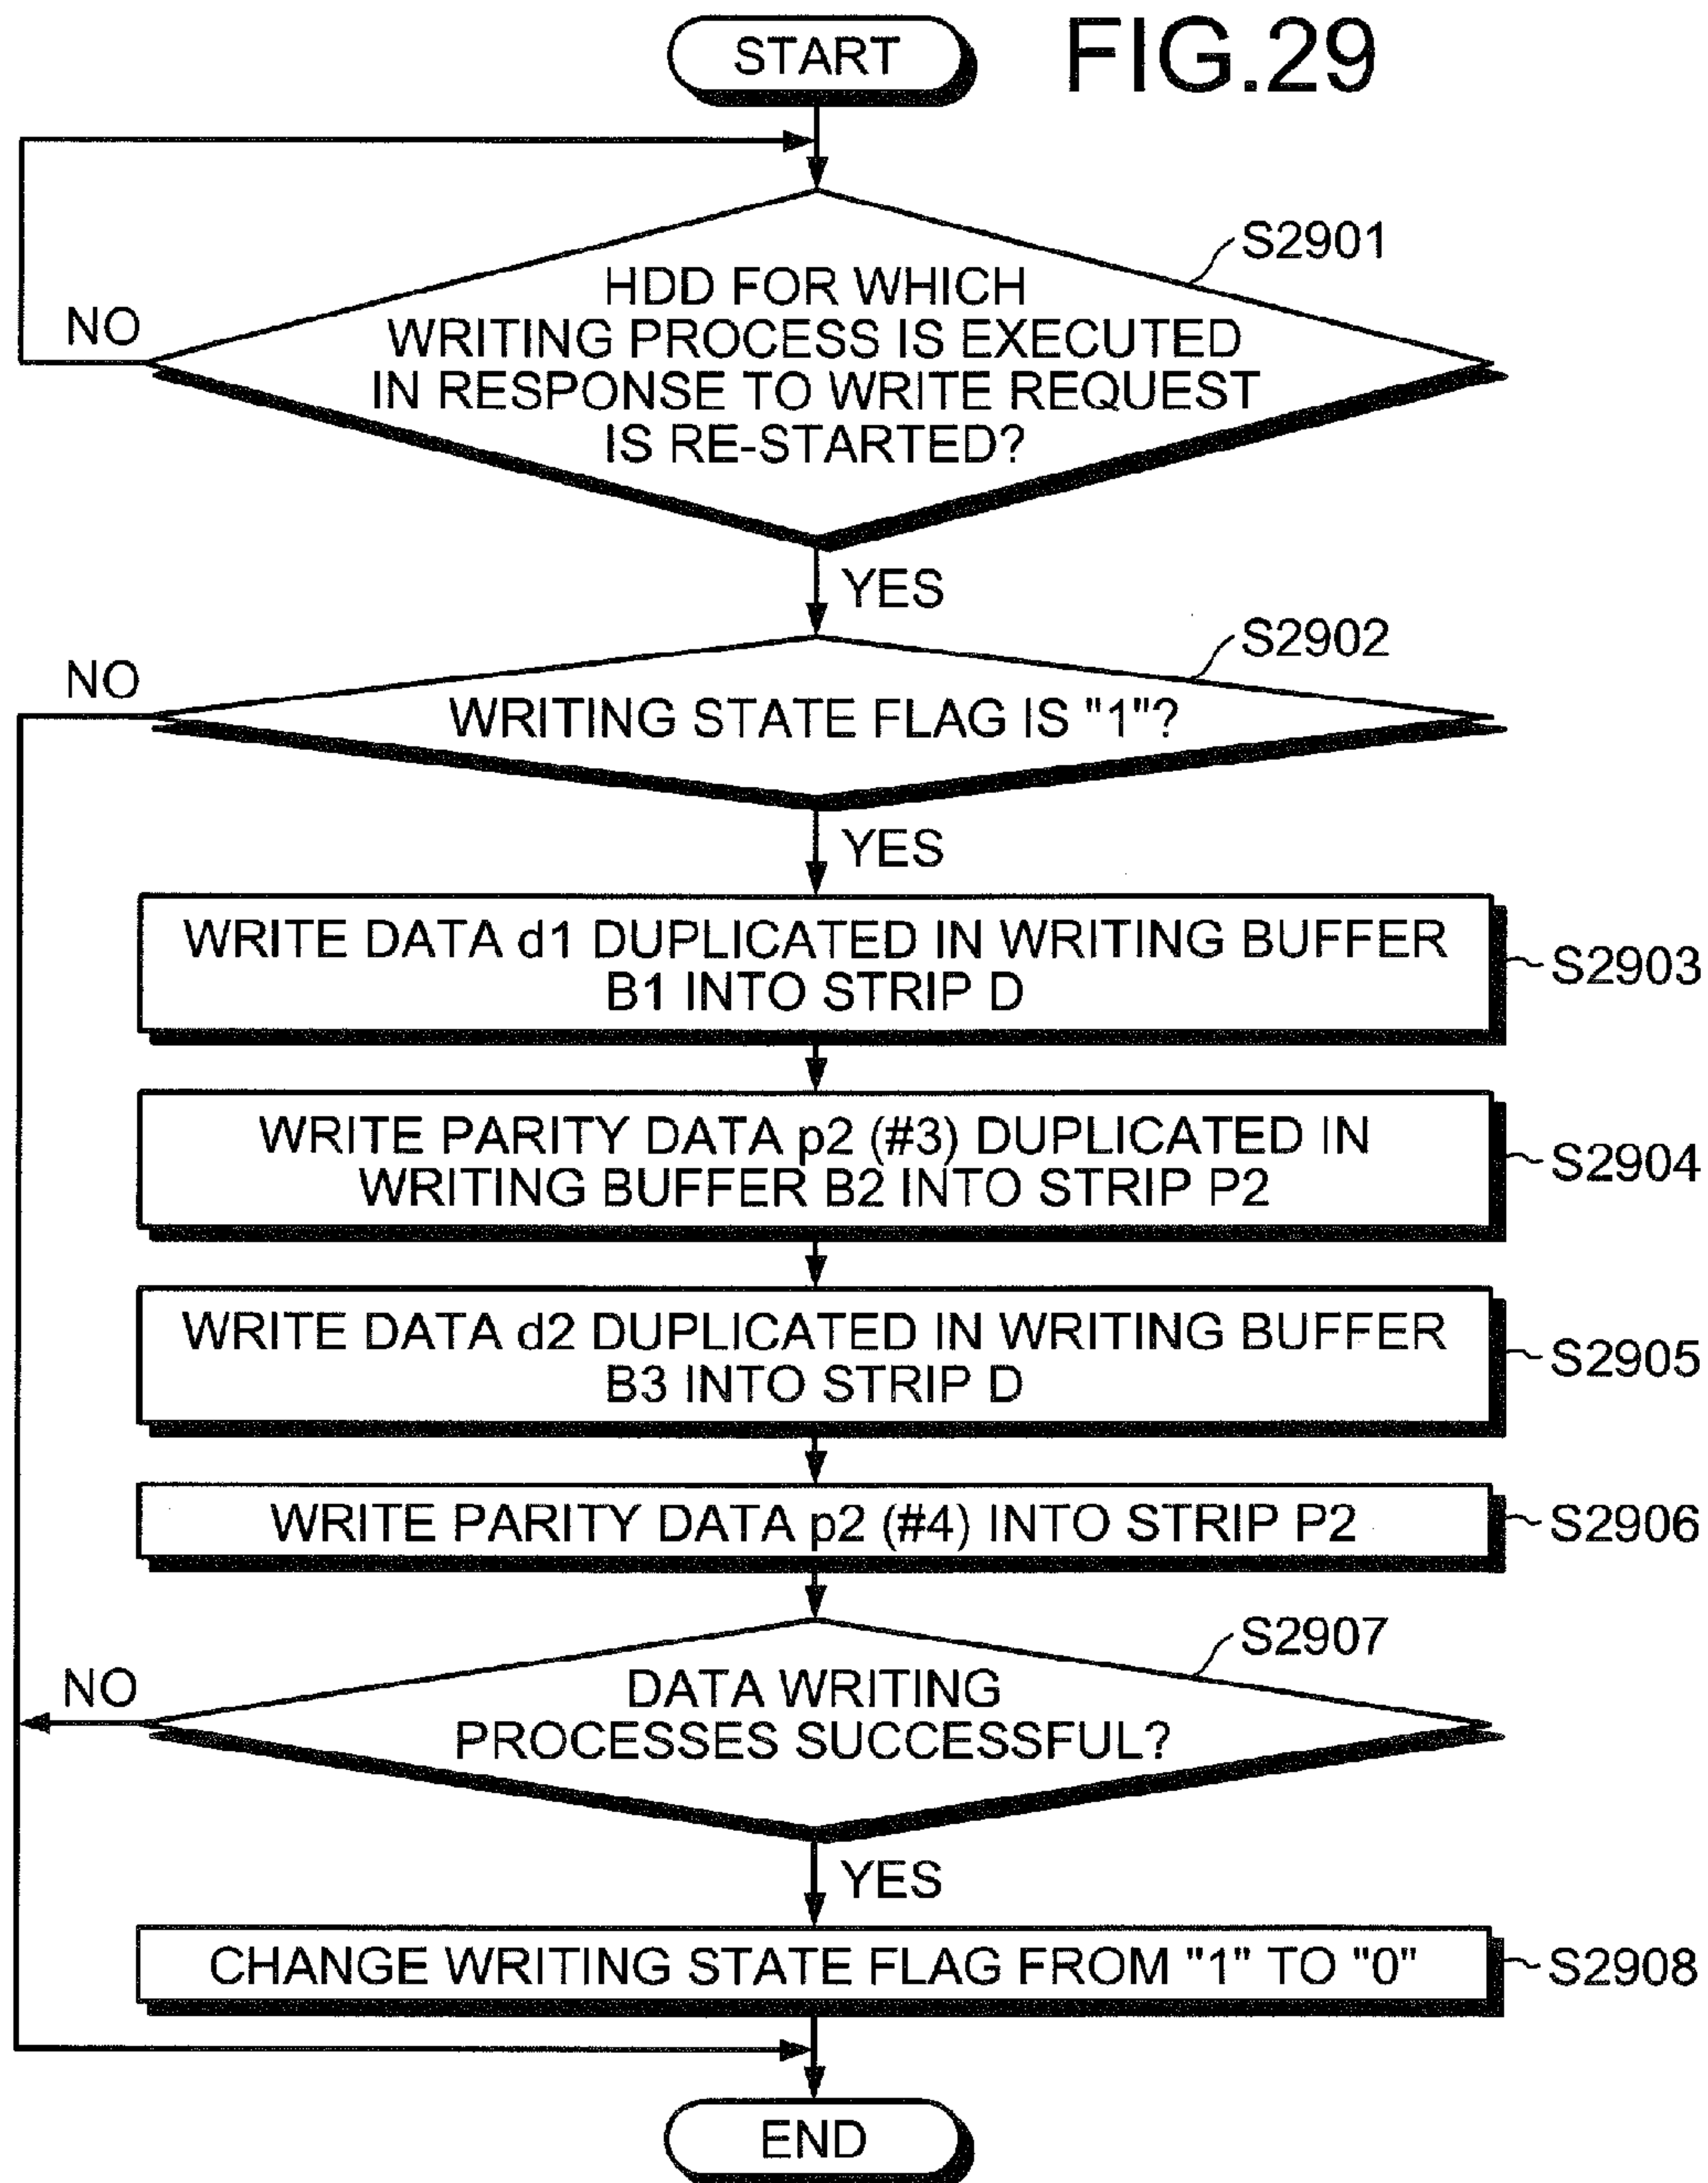 START
FIG.29
S2901
HDD FOR WHICH
WRITING PROCESS IS EXECUTED
IN RESPONSE TO WRITE REQUEST
IS RE-STARTED?
NO
YES
S2902
NO
WRITING STATE FLAG IS "1"?
YES
WRITE DATA d1 DUPLICATED IN WRITING BUFFER
B1 INTO STRIP D
S2903
WRITE PARITY DATA p2 (#3) DUPLICATED IN
WRITING BUFFER B2 INTO STRIP P2
S2904
WRITE DATA d2 DUPLICATED IN WRITING BUFFER
B3 INTO STRIP D
S2905
WRITE PARITY DATA p2 (#4) INTO STRIP P2
S2906
S2907
NO
DATA WRITING
PROCESSES SUCCESSFUL?
YES
CHANGE WRITING STATE FLAG FROM "1" TO "0"
S2908
END